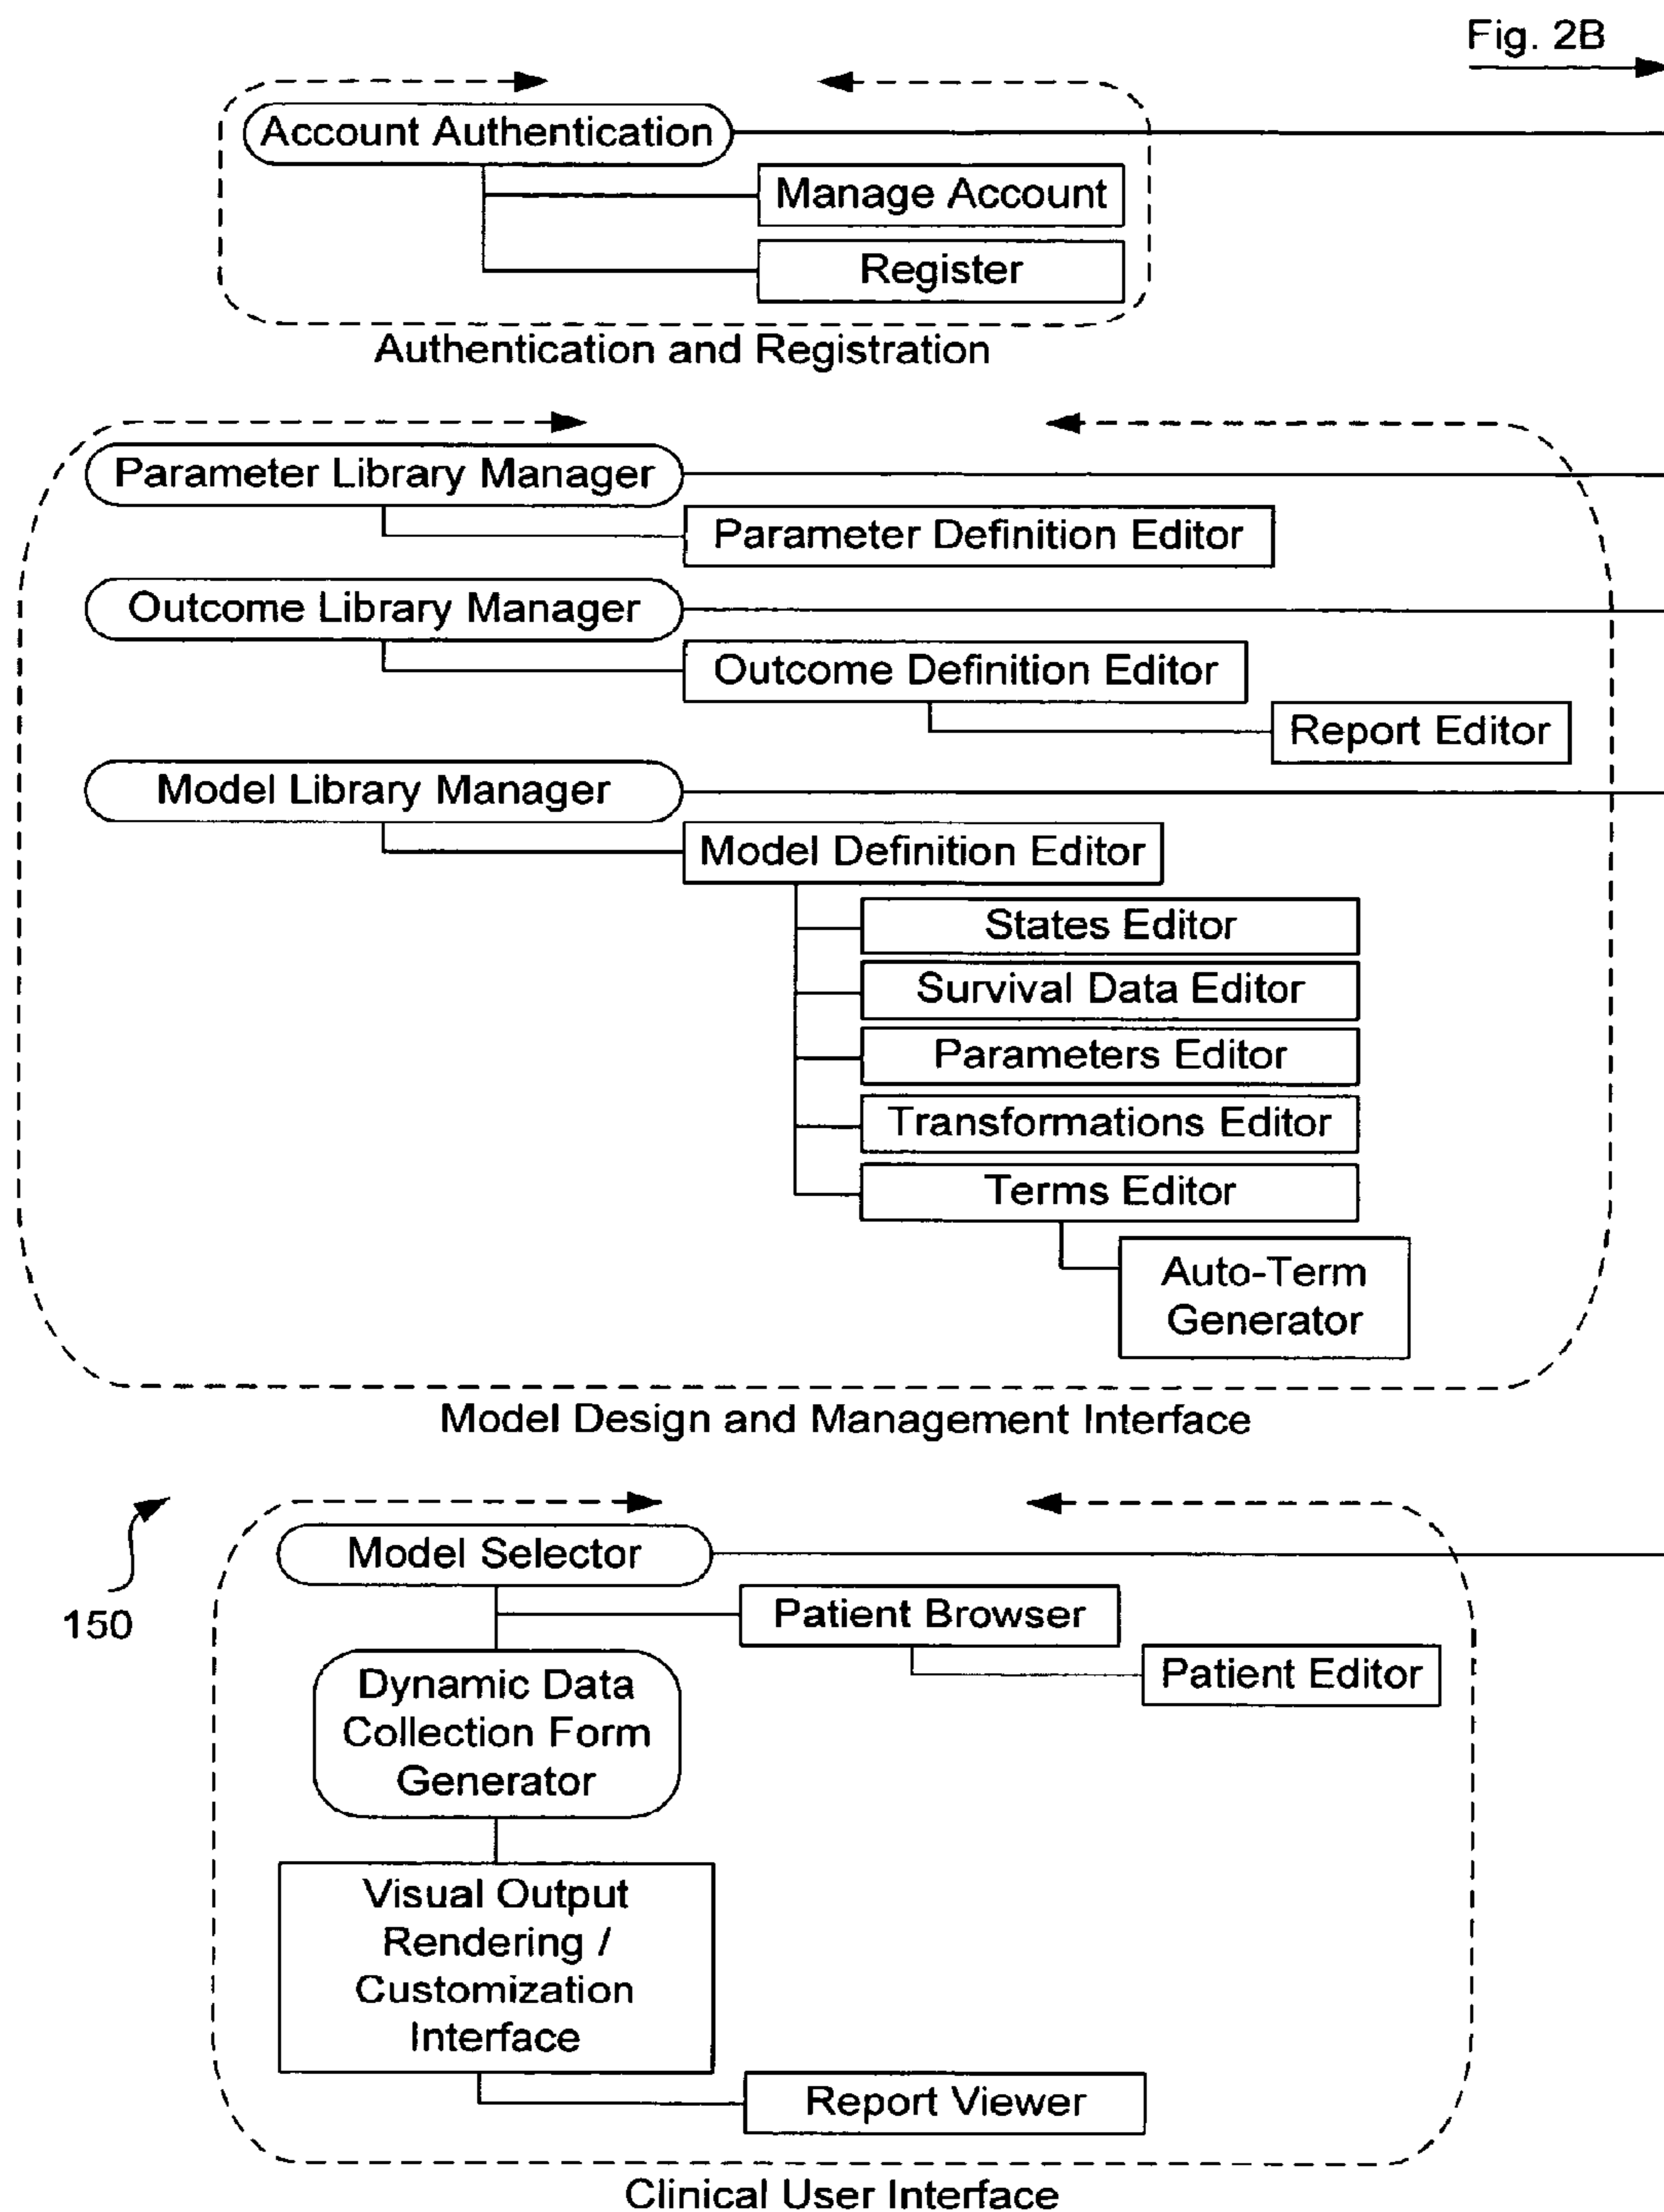 Fig. 2B
Account Authentication
Manage Account
Register
Authentication and Registration
Parameter Library Manager
Parameter Definition Editor
Outcome Library Manager
Outcome Definition Editor
Report Editor
Model Library Manager
Model Definition Editor
States Editor
Survival Data Editor
Parameters Editor
Transformations Editor
Terms Editor
Auto-Term
Generator
Model Design and Management Interface
150
Model Selector
Patient Browser
Patient Editor
Dynamic Data
Collection Form
Generator
Visual Output
Rendering /
Customization
Interface
Report Viewer
Clinical User Interface